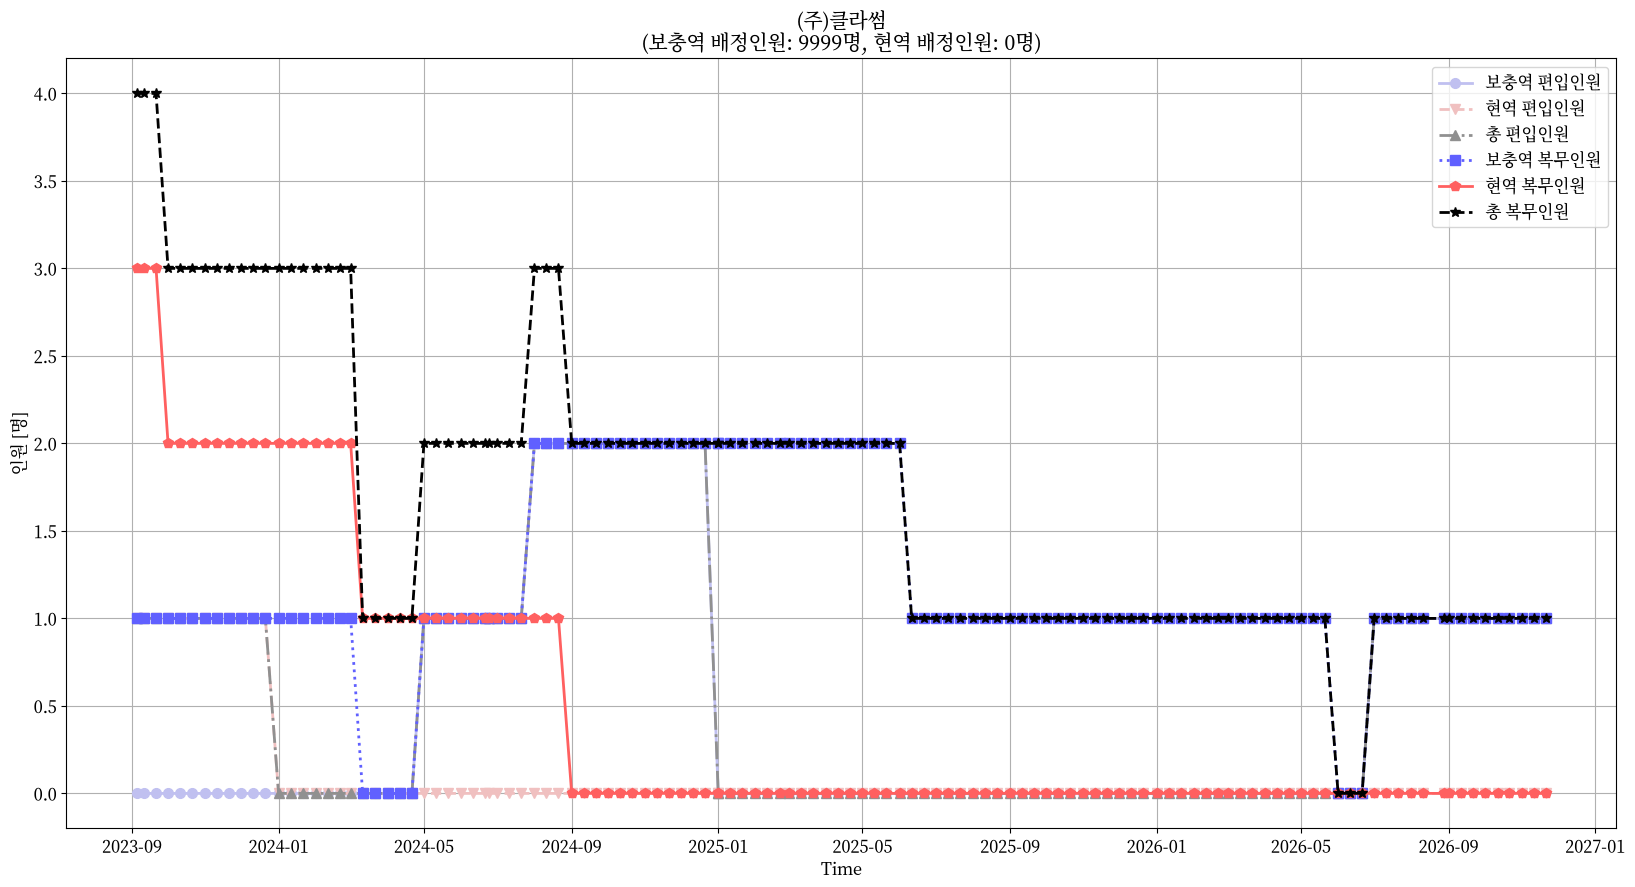 (주)클라썸
(보충역 배정인원: 9999명, 현역 배정인원: 0명)
인원 [명]
4.0
3.5
3.0
2.5
2.0
1.5
1.0
0.5
0.0
보충역 편입인원
현역 편입인원
총 편입인원
보충역 복무인원
현역 복무인원
총 복무인원
2023-09 2024-01 2024-05 2024-09 2025-01 2025-05 2025-09 2026-01 2026-05 2026-09 2027-01
Time